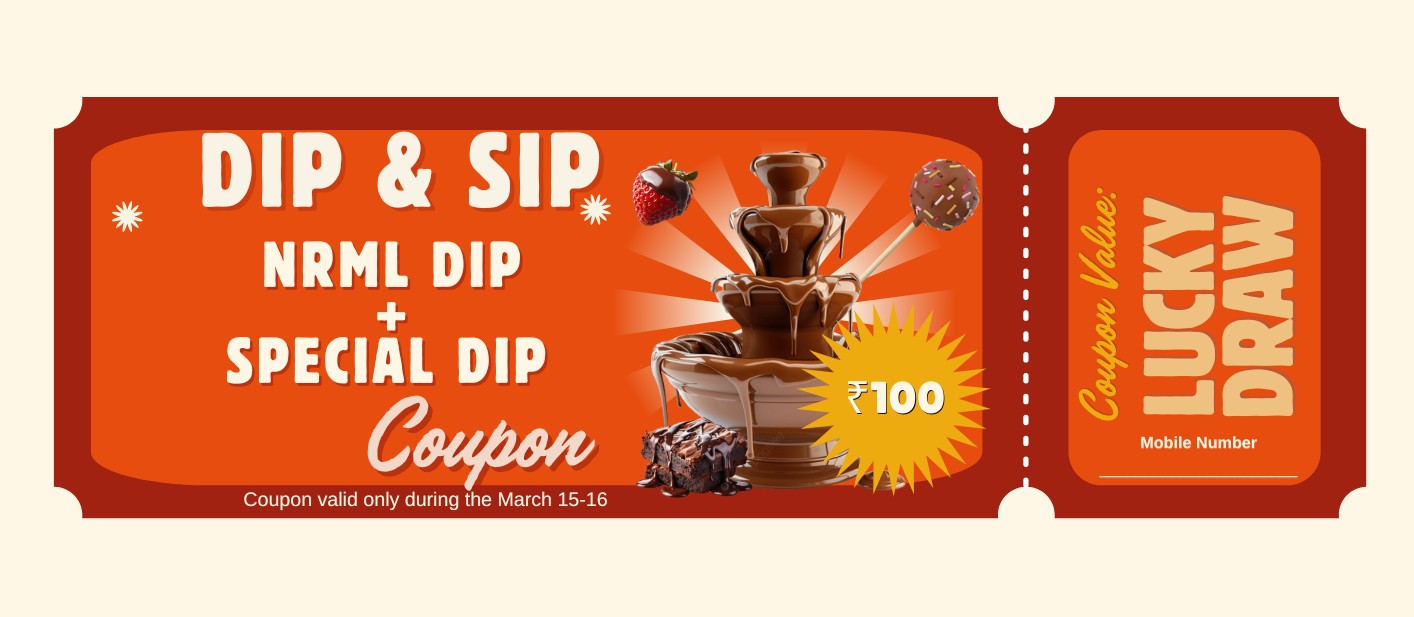 DIP & SIP
NRML DIP
+
SPECIAL DIP
Coupon
Coupon valid only during the March 15-16
₹100
Coupon Value:
LUCKY
DRAW
Mobile Number